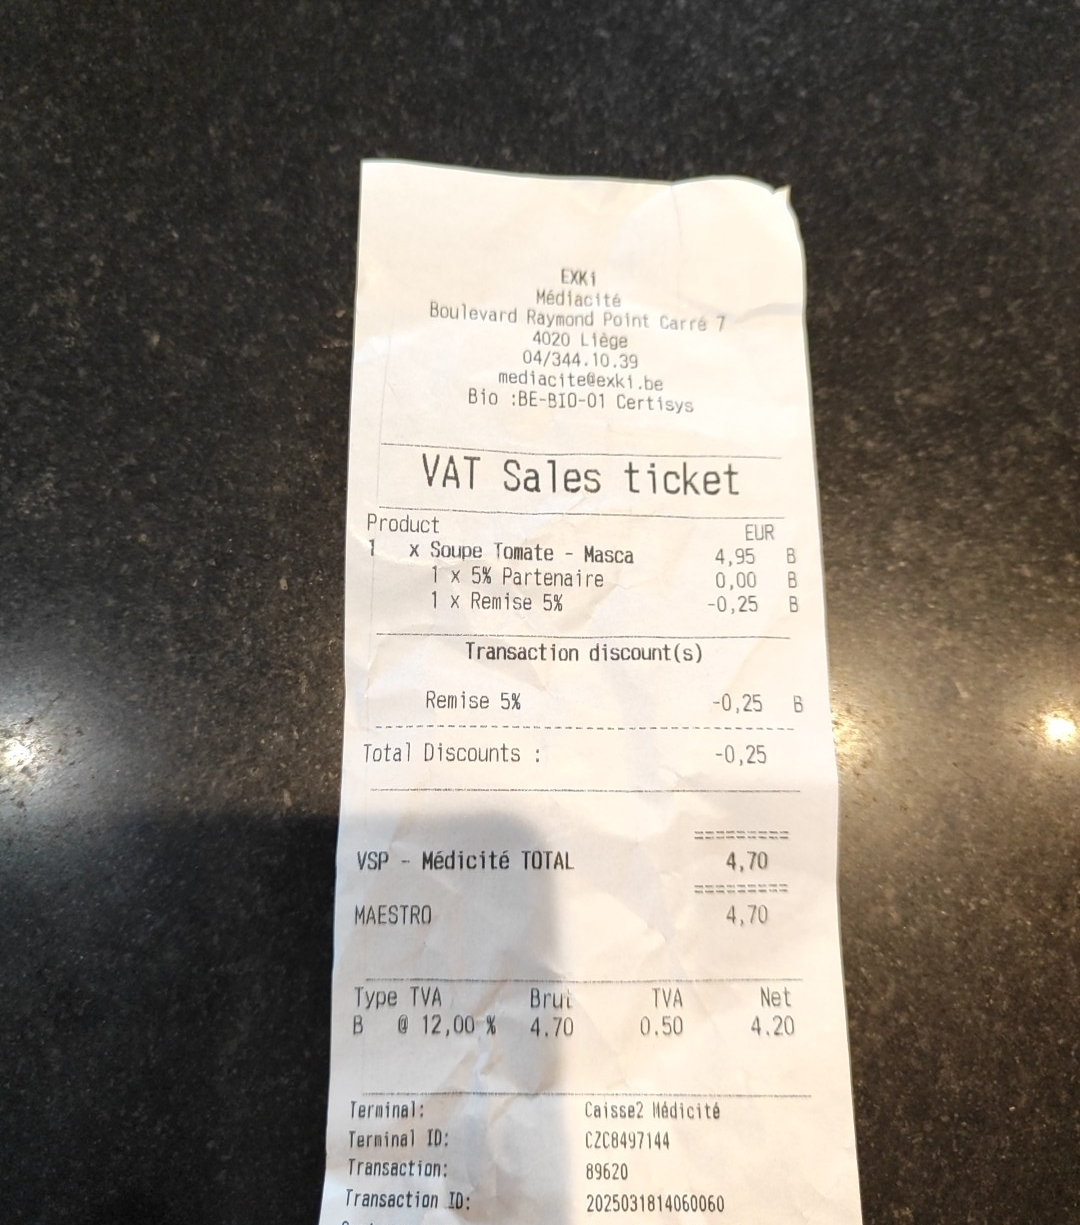 EXKi
Médiacité
Boulevard Raymond Point Carré 7
4020 Liège
04/344.10.39
mediacite@exki.be
Bio :BE-BIO-01 Certisys
VAT Sales ticket
Product EUR
1 x Soupe Tomate - Masca 4,95 B
1 x 5% Partenaire 0,00 B
1 x Remise 5% -0,25 B
Transaction discount(s)
Remise 5% -0,25 B
Total Discounts : -0,25
=========
VSP - Médicité TOTAL 4,70
=========
MAESTRO 4,70
Type TVA Brut TVA Net
B @ 12,00 % 4.70 0.50 4.20
Terminal: Caisse2 Médicité
Terminal ID: CZC8497144
Transaction: 89620
Transaction ID: 2025031814060060